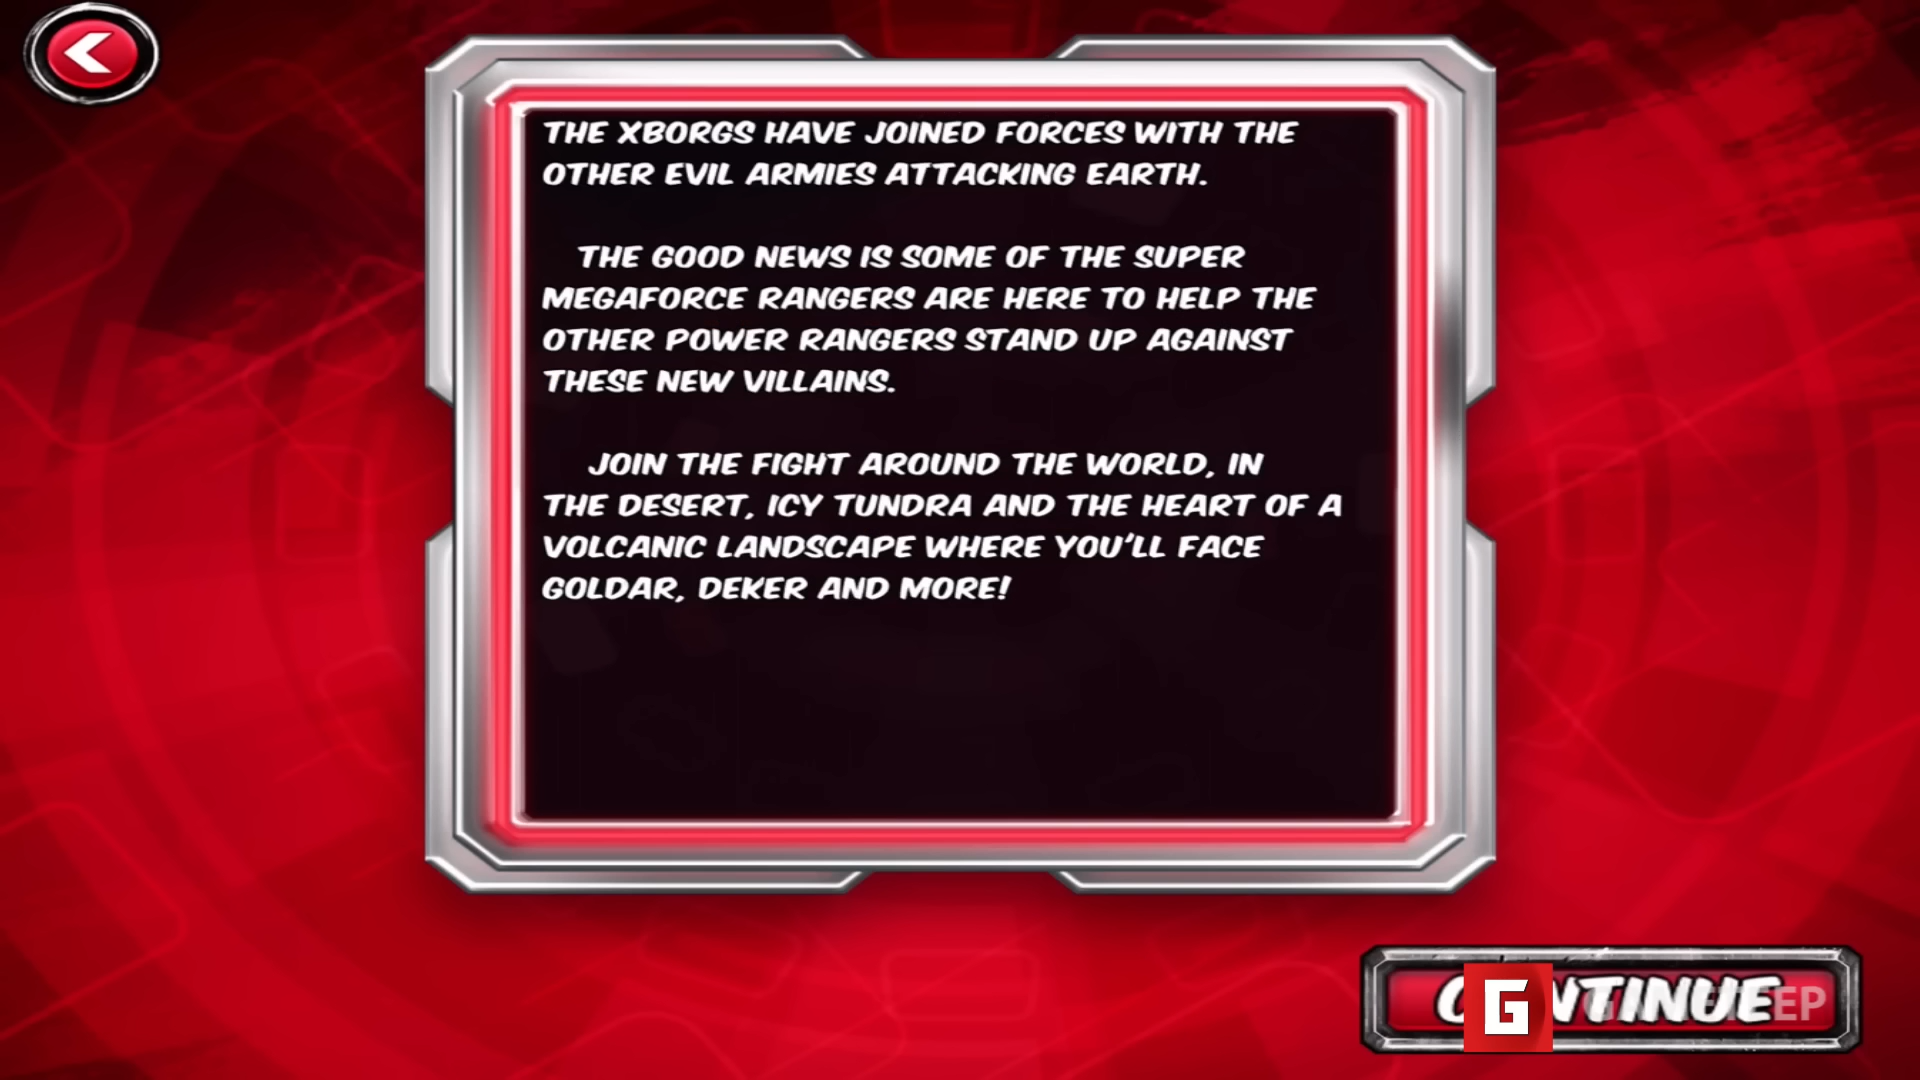 THE XBORGS HAVE JOINED FORCES WITH THE
OTHER EVIL ARMIES ATTACKING EARTH.
THE GOOD NEWS IS SOME OF THE SUPER
MEGAFORCE RANGERS ARE HERE TO HELP THE
OTHER POWER RANGERS STAND UP AGAINST
THESE NEW VILLAINS.
JOIN THE FIGHT AROUND THE WORLD, IN
THE DESERT, ICY TUNDRA AND THE HEART OF A
VOLCANIC LANDSCAPE WHERE YOU'LL FACE
GOLDAR, DEKER AND MORE!
CONTINUE
G